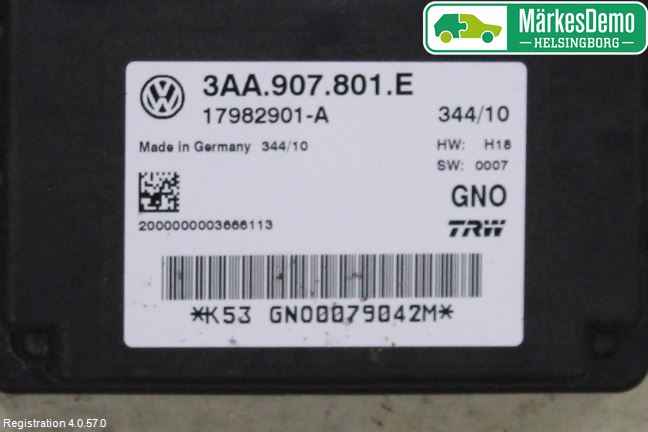 MärkesDemo
HELSINGBORG
3AA.907.801.E
17982901-A 344/10
Made in Germany 344/10 HW: H18
SW: 0007
GNO
2000000003666113 TRW
*K53 GNO0079042M*
Registration 4.0.57.0